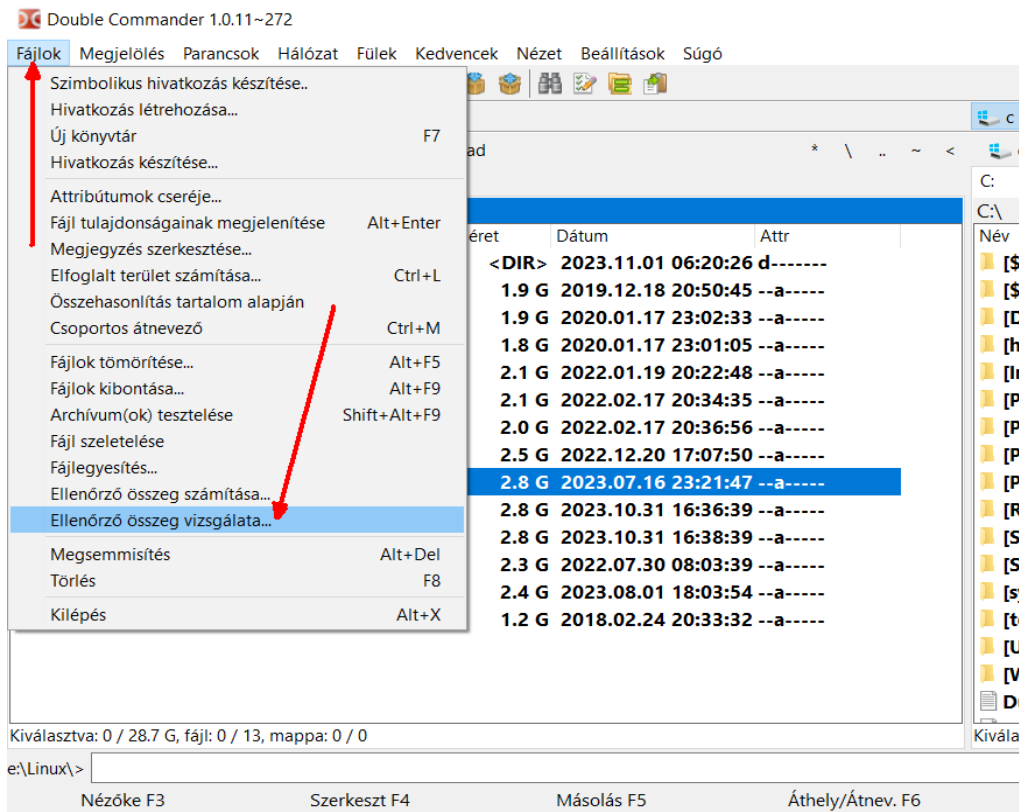 Double Commander 1.0.11~272
Fájlok Megjelölés Parancsok Hálózat Fülek Kedvencek Nézet Beállítások Súgó
Szimbolikus hivatkozás készítése..
Hivatkozás létrehozása...
Új könyvtár F7
Hivatkozás készítése...
Attribútumok cseréje...
Fájl tulajdonságainak megjelenítése Alt+Enter
Megjegyzés szerkesztése...
Elfoglalt terület számítása... Ctrl+L
Összehasonlítás tartalom alapján
Csoportos átnevező Ctrl+M
Fájlok tömörítése... Alt+F5
Fájlok kibontása... Alt+F9
Archívum(ok) tesztelése Shift+Alt+F9
Fájl szeletelése
Fájlegyesítés...
Ellenőrző összeg számítása...
Ellenőrző összeg vizsgálata...
Megsemmisítés Alt+Del
Törlés F8
Kilépés Alt+X
ad * \ .. ~ <
éret Dátum Attr
<DIR> 2023.11.01 06:20:26 d-------
1.9 G 2019.12.18 20:50:45 --a-----
1.9 G 2020.01.17 23:02:33 --a-----
1.8 G 2020.01.17 23:01:05 --a-----
2.1 G 2022.01.19 20:22:48 --a-----
2.1 G 2022.02.17 20:34:35 --a-----
2.0 G 2022.02.17 20:36:56 --a-----
2.5 G 2022.12.20 17:07:50 --a-----
2.8 G 2023.07.16 23:21:47 --a-----
2.8 G 2023.10.31 16:36:39 --a-----
2.8 G 2023.10.31 16:38:39 --a-----
2.3 G 2022.07.30 08:03:39 --a-----
2.4 G 2023.08.01 18:03:54 --a-----
1.2 G 2018.02.24 20:33:32 --a-----
c
C:
C:\
Név
[$
[$
[D
[h
[P
[P
[P
[P
[R
[S
[S
Kiválasztva: 0 / 28.7 G, fájl: 0 / 13, mappa: 0 / 0
Kivála
e:\Linux\>
Nézőke F3 Szerkeszt F4 Másolás F5 Áthely/Átnev. F6